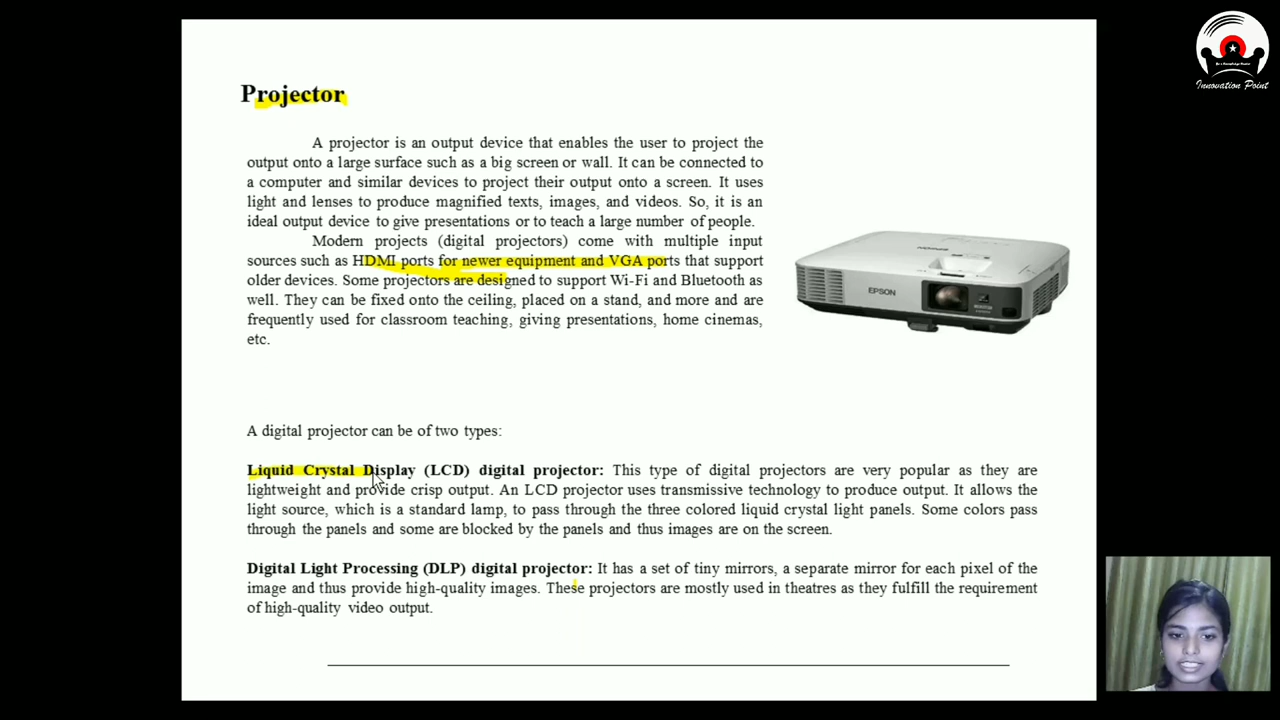 Projector
A projector is an output device that enables the user to project the
output onto a large surface such as a big screen or wall. It can be connected to
a computer and similar devices to project their output onto a screen. It uses
light and lenses to produce magnified texts, images, and videos. So, it is an
ideal output device to give presentations or to teach a large number of people.
Modern projects (digital projectors) come with multiple input
sources such as HDMI ports for newer equipment and VGA ports that support
older devices. Some projectors are designed to support Wi-Fi and Bluetooth as
well. They can be fixed onto the ceiling, placed on a stand, and more and are
frequently used for classroom teaching, giving presentations, home cinemas,
etc.
EPSON
A digital projector can be of two types:
Liquid Crystal Display (LCD) digital projector: This type of digital projectors are very popular as they are
lightweight and provide crisp output. An LCD projector uses transmissive technology to produce output. It allows the
light source, which is a standard lamp, to pass through the three colored liquid crystal light panels. Some colors pass
through the panels and some are blocked by the panels and thus images are on the screen.
Digital Light Processing (DLP) digital projector: It has a set of tiny mirrors, a separate mirror for each pixel of the
image and thus provide high-quality images. These projectors are mostly used in theatres as they fulfill the requirement
of high-quality video output.
Innovation Point